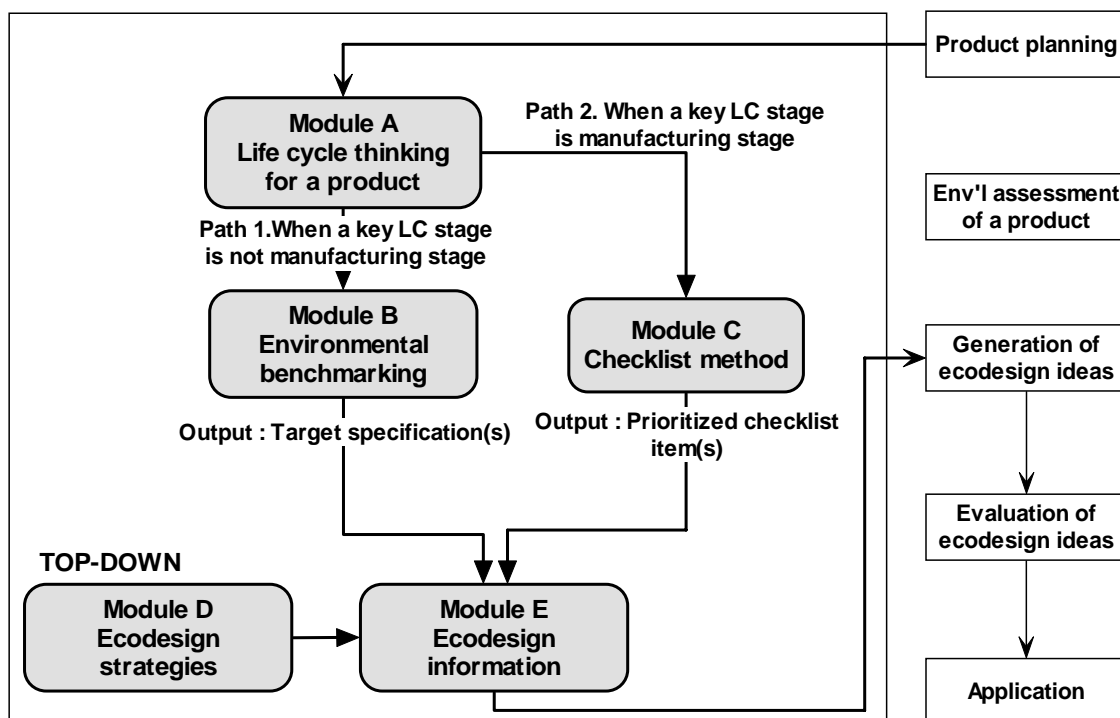 Product planning
Module A
Life cycle thinking
for a product
Path 2. When a key LC stage
is manufacturing stage
Env'l assessment
of a product
Path 1.When a key LC stage
is not manufacturing stage
Module B
Environmental
benchmarking
Module C
Checklist method
Generation of
ecodesign ideas
Output : Target specification(s)
Output : Prioritized checklist
item(s)
Evaluation of
ecodesign ideas
TOP-DOWN
Module D
Ecodesign
strategies
Module E
Ecodesign
information
Application